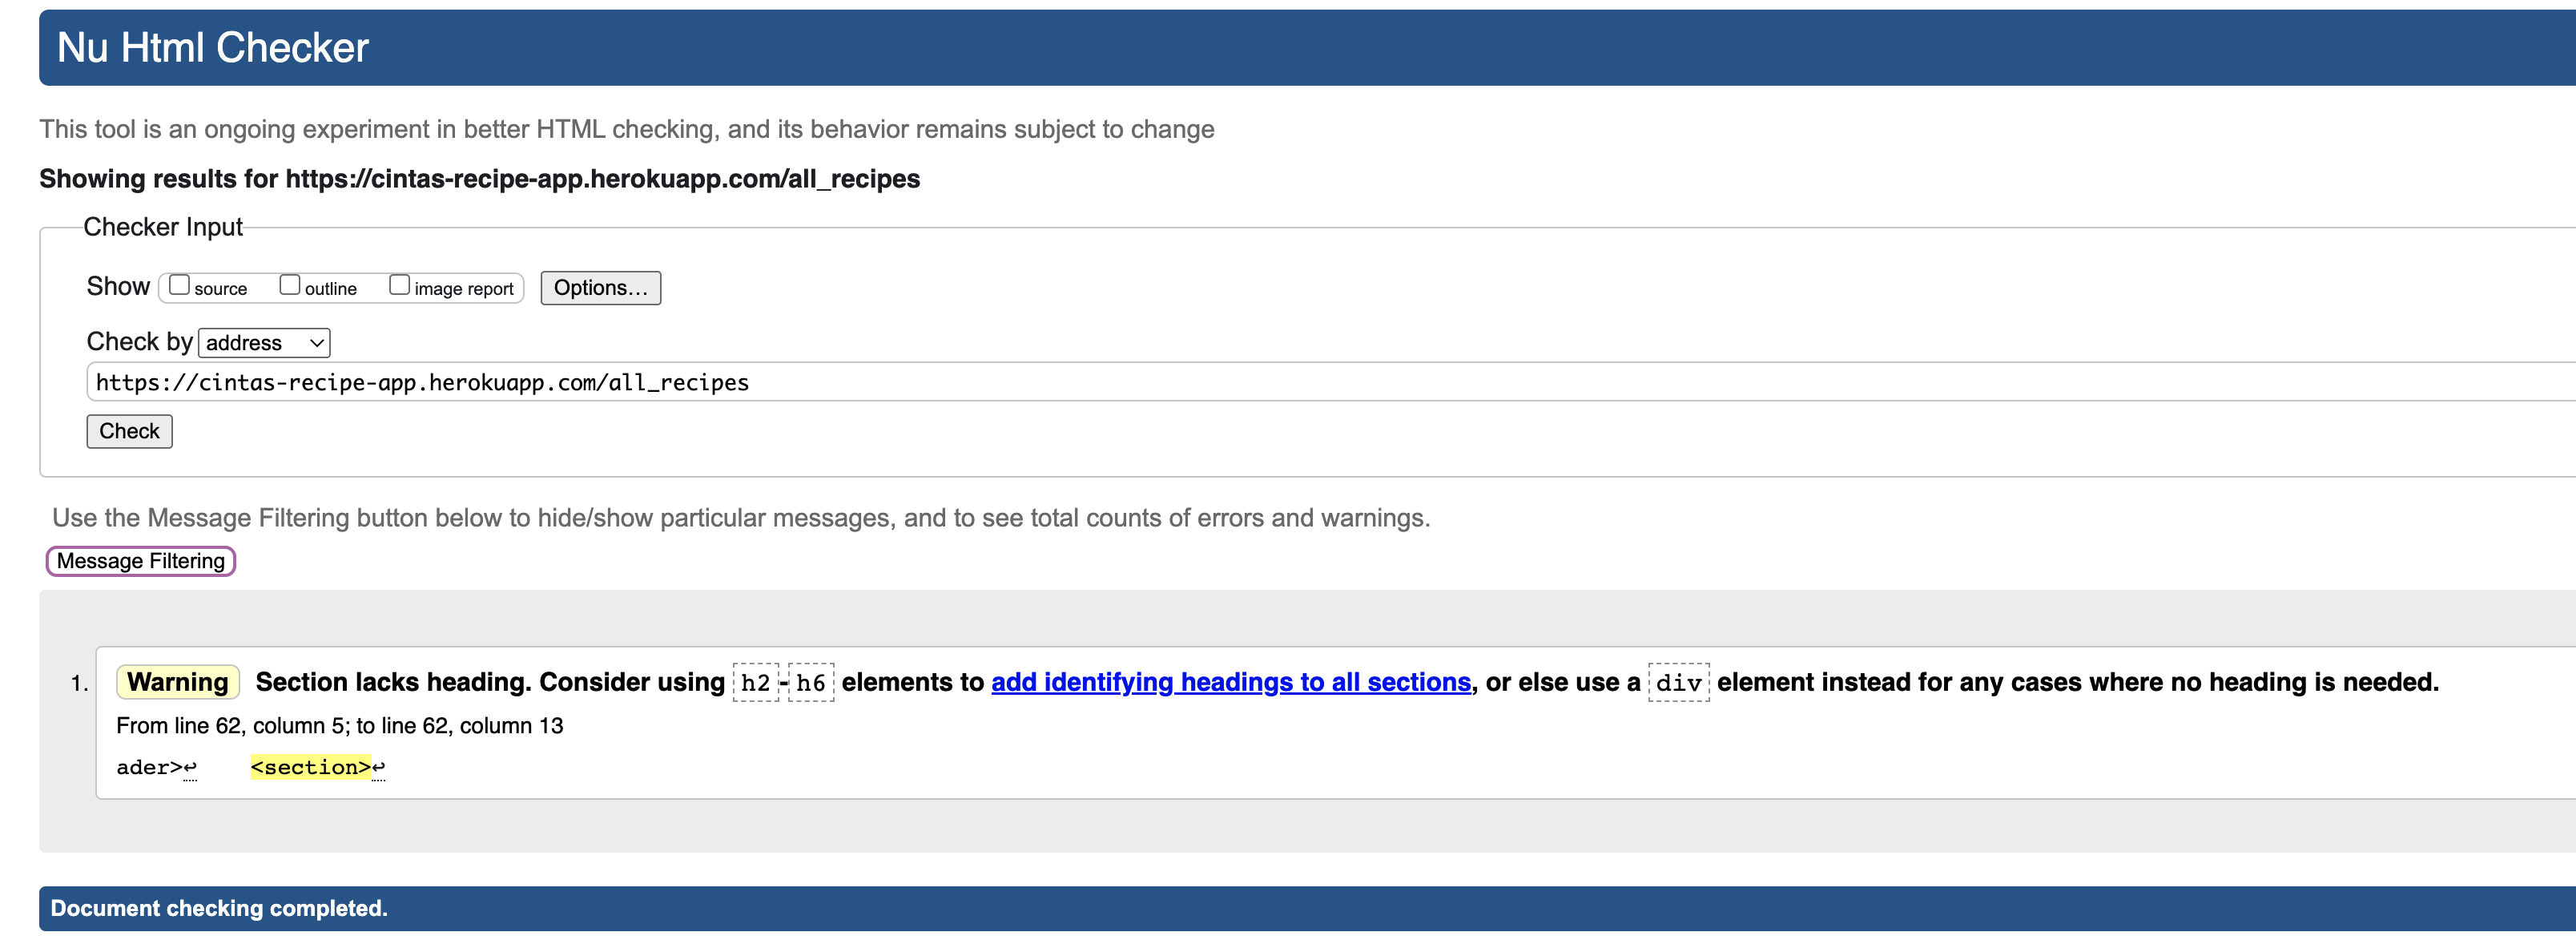 Nu Html Checker
This tool is an ongoing experiment in better HTML checking, and its behavior remains subject to change
Showing results for https://cintas-recipe-app.herokuapp.com/all_recipes
Checker Input
Show source outline image report Options...
Check by address
https://cintas-recipe-app.herokuapp.com/all_recipes
Check
Use the Message Filtering button below to hide/show particular messages, and to see total counts of errors and warnings.
Message Filtering
1. Warning Section lacks heading. Consider using h2-h6 elements to add identifying headings to all sections, or else use a div element instead for any cases where no heading is needed.
From line 62, column 5; to line 62, column 13
ader>↩ <section>↩
Document checking completed.